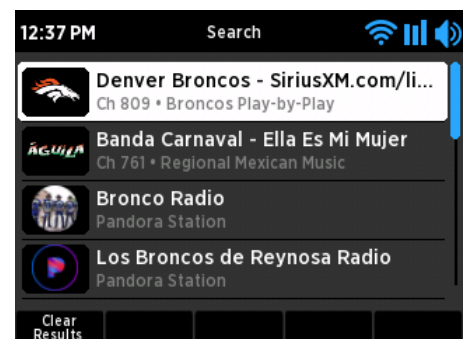 12:37 PM Search
Denver Broncos - SiriusXM.com/li...
Ch 809 • Broncos Play-by-Play
ÁGUILA
Banda Carnaval - Ella Es Mi Mujer
Ch 761 • Regional Mexican Music
Bronco Radio
Pandora Station
Los Broncos de Reynosa Radio
Pandora Station
Clear
Results